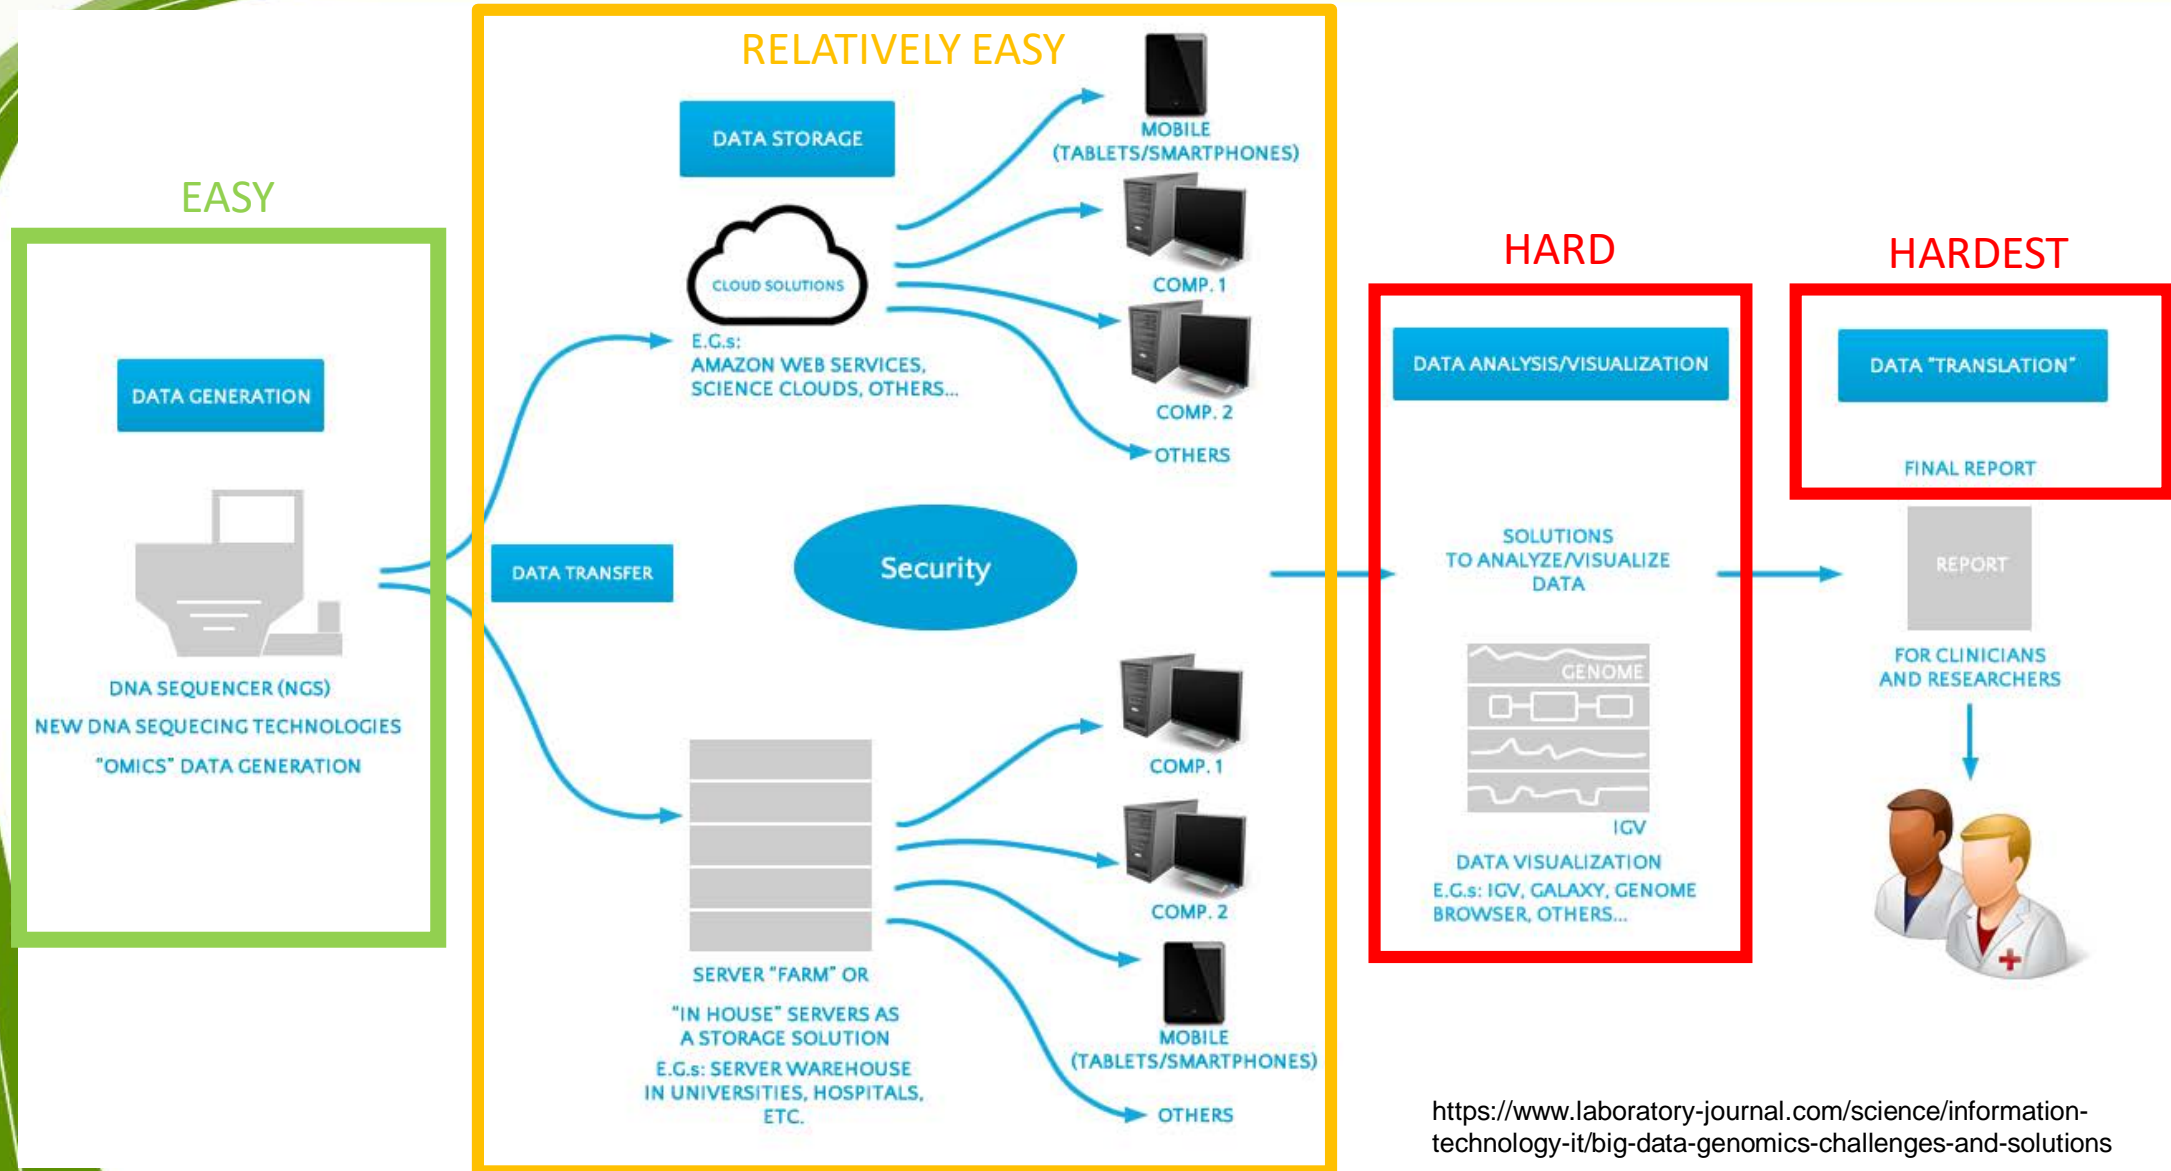 EASY
DATA GENERATION
DNA SEQUENCER (NGS)
NEW DNA SEQUECING TECHNOLOGIES
"OMICS" DATA GENERATION
RELATIVELY EASY
DATA STORAGE
CLOUD SOLUTIONS
E.G.s:
AMAZON WEB SERVICES,
SCIENCE CLOUDS, OTHERS...
MOBILE
(TABLETS/SMARTPHONES)
COMP. 1
COMP. 2
OTHERS
DATA TRANSFER
Security
SERVER "FARM" OR
"IN HOUSE" SERVERS AS
A STORAGE SOLUTION
E.G.s: SERVER WAREHOUSE
IN UNIVERSITIES, HOSPITALS,
ETC.
COMP. 1
COMP. 2
MOBILE
(TABLETS/SMARTPHONES)
OTHERS
HARD
DATA ANALYSIS/VISUALIZATION
SOLUTIONS
TO ANALYZE/VISUALIZE
DATA
GENOME
IGV
DATA VISUALIZATION
E.G.s: IGV, GALAXY, GENOME
BROWSER, OTHERS...
HARDEST
DATA "TRANSLATION"
FINAL REPORT
REPORT
FOR CLINICIANS
AND RESEARCHERS
https://www.laboratory-journal.com/science/information-
technology-it/big-data-genomics-challenges-and-solutions